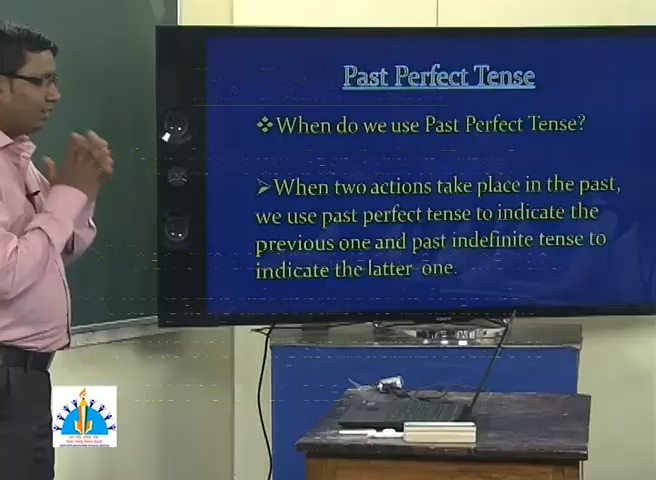 Past Perfect Tense
❖When do we use Past Perfect Tense?
➢When two actions take place in the past,
we use past perfect tense to indicate the
previous one and past indefinite tense to
indicate the latter one.